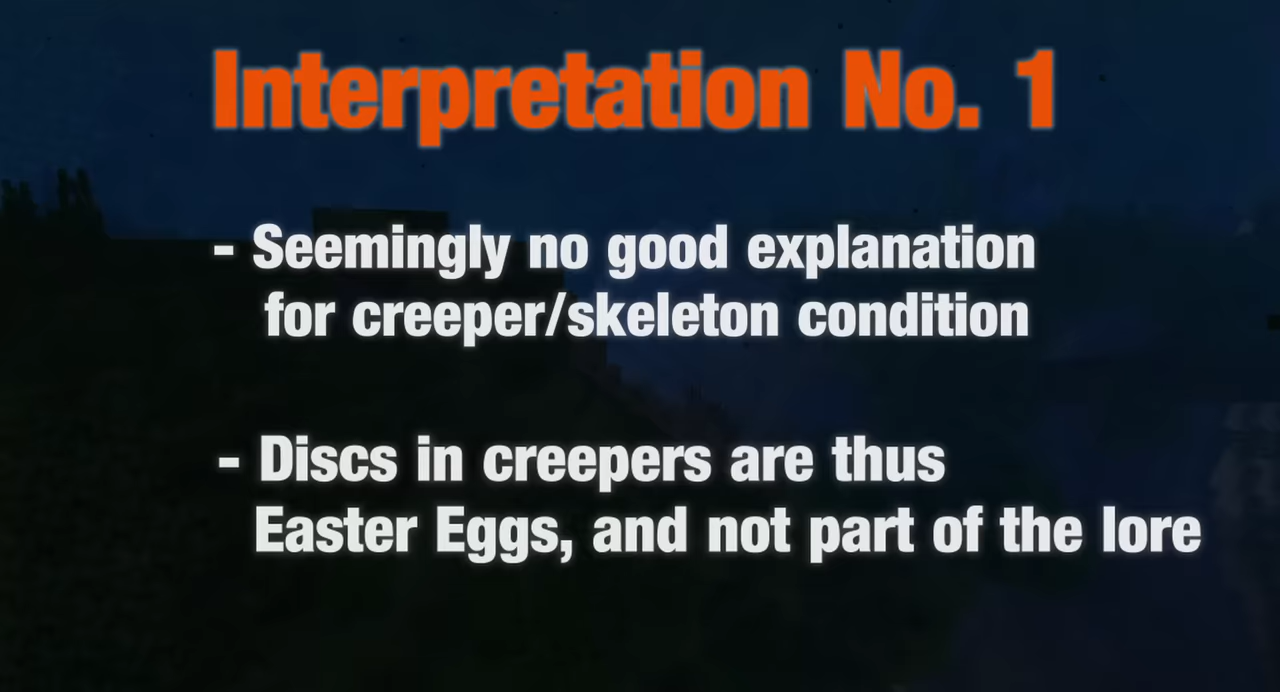 Interpretation No. 1
- Seemingly no good explanation
for creeper/skeleton condition
- Discs in creepers are thus
Easter Eggs, and not part of the lore